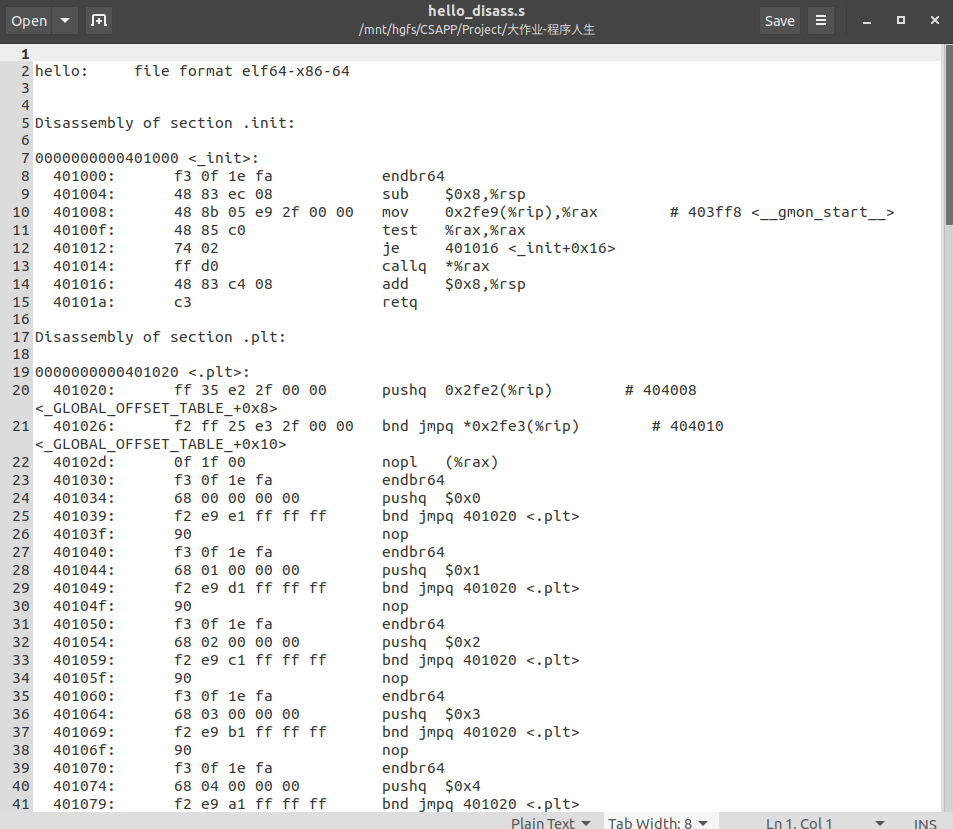 Open
hello_disass.s
/mnt/hgfs/CSAPP/Project/大作业-程序人生
Save
1
2 hello:     file format elf64-x86-64
3
4
5 Disassembly of section .init:
6
7 0000000000401000 <_init>:
8   401000:       f3 0f 1e fa             endbr64
9   401004:       48 83 ec 08             sub    $0x8,%rsp
10   401008:       48 8b 05 e9 2f 00 00    mov    0x2fe9(%rip),%rax        # 403ff8 <__gmon_start__>
11   40100f:       48 85 c0                test   %rax,%rax
12   401012:       74 02                   je     401016 <_init+0x16>
13   401014:       ff d0                   callq  *%rax
14   401016:       48 83 c4 08             add    $0x8,%rsp
15   40101a:       c3                      retq
16
17 Disassembly of section .plt:
18
19 0000000000401020 <.plt>:
20   401020:       ff 35 e2 2f 00 00       pushq  0x2fe2(%rip)        # 404008
<_GLOBAL_OFFSET_TABLE_+0x8>
21   401026:       f2 ff 25 e3 2f 00 00    bnd jmpq *0x2fe3(%rip)        # 404010
<_GLOBAL_OFFSET_TABLE_+0x10>
22   40102d:       0f 1f 00                nopl   (%rax)
23   401030:       f3 0f 1e fa             endbr64
24   401034:       68 00 00 00 00          pushq  $0x0
25   401039:       f2 e9 e1 ff ff ff       bnd jmpq 401020 <.plt>
26   40103f:       90                      nop
27   401040:       f3 0f 1e fa             endbr64
28   401044:       68 01 00 00 00          pushq  $0x1
29   401049:       f2 e9 d1 ff ff ff       bnd jmpq 401020 <.plt>
30   40104f:       90                      nop
31   401050:       f3 0f 1e fa             endbr64
32   401054:       68 02 00 00 00          pushq  $0x2
33   401059:       f2 e9 c1 ff ff ff       bnd jmpq 401020 <.plt>
34   40105f:       90                      nop
35   401060:       f3 0f 1e fa             endbr64
36   401064:       68 03 00 00 00          pushq  $0x3
37   401069:       f2 e9 b1 ff ff ff       bnd jmpq 401020 <.plt>
38   40106f:       90                      nop
39   401070:       f3 0f 1e fa             endbr64
40   401074:       68 04 00 00 00          pushq  $0x4
41   401079:       f2 e9 a1 ff ff ff       bnd jmpq 401020 <.plt>
Plain Text Tab Width: 8 Ln 1, Col 1 INS